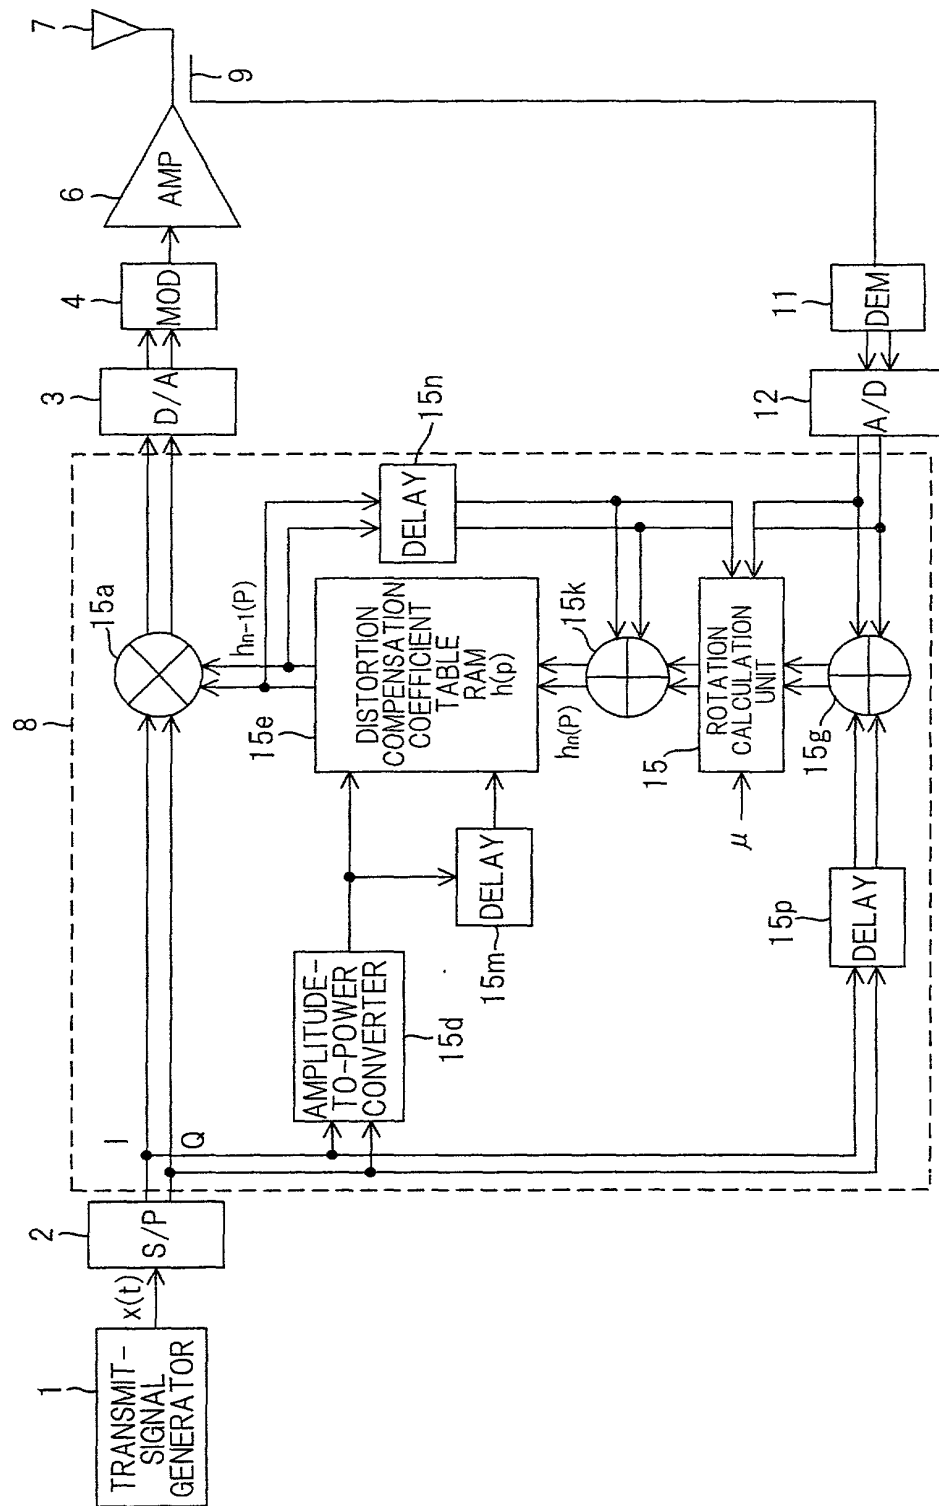 1
TRANSMIT-
SIGNAL
GENERATOR
x(t)
2
S/P
I
Q
8
15a
3
D/A
4
MOD
6
AMP
7
9
AMPLITUDE-
TO-POWER
CONVERTER
15d
DELAY
15m
15e
DISTORTION
COMPENSATION
COEFFICIENT
TABLE
RAM
h(p)
hn-1(P)
DELAY
15n
hn(P)
15k
μ
15
ROTATION
CALCULATION
UNIT
15p
DELAY
15g
12
A/D
11
DEM